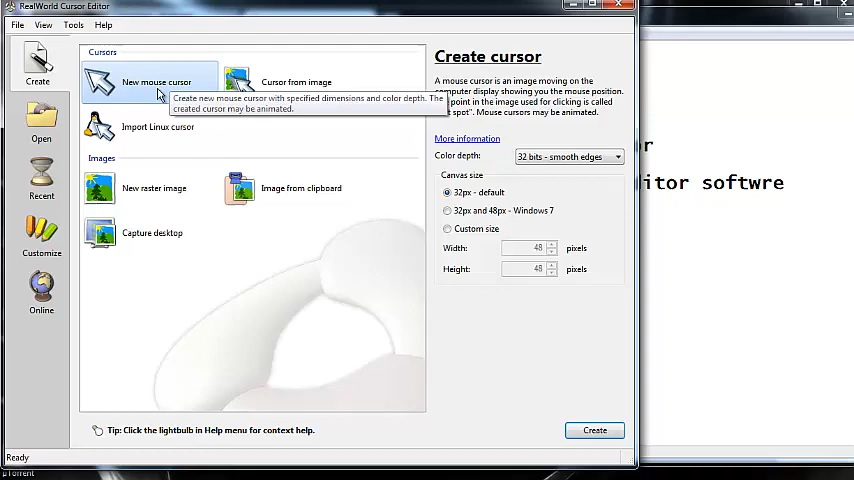 RealWorld Cursor Editor
File View Tools Help
Create
Open
Recent
Customize
Online
Cursors
New mouse cursor
Cursor from image
Create new mouse cursor with specified dimensions and color depth. The
created cursor may be animated.
Import Linux cursor
Images
New raster image
Image from clipboard
Capture desktop
Tip: Click the lightbulb in Help menu for context help.
Create cursor
A mouse cursor is an image moving on the
computer display showing you the mouse position.
point in the image used for clicking is called
spot". Mouse cursors may be animated.
More information
Color depth: 32 bits - smooth edges
Canvas size
32px - default
32px and 48px - Windows 7
Custom size
Width: 48 pixels
Height: 48 pixels
Create
Ready
or
itor softwre
µTorrent